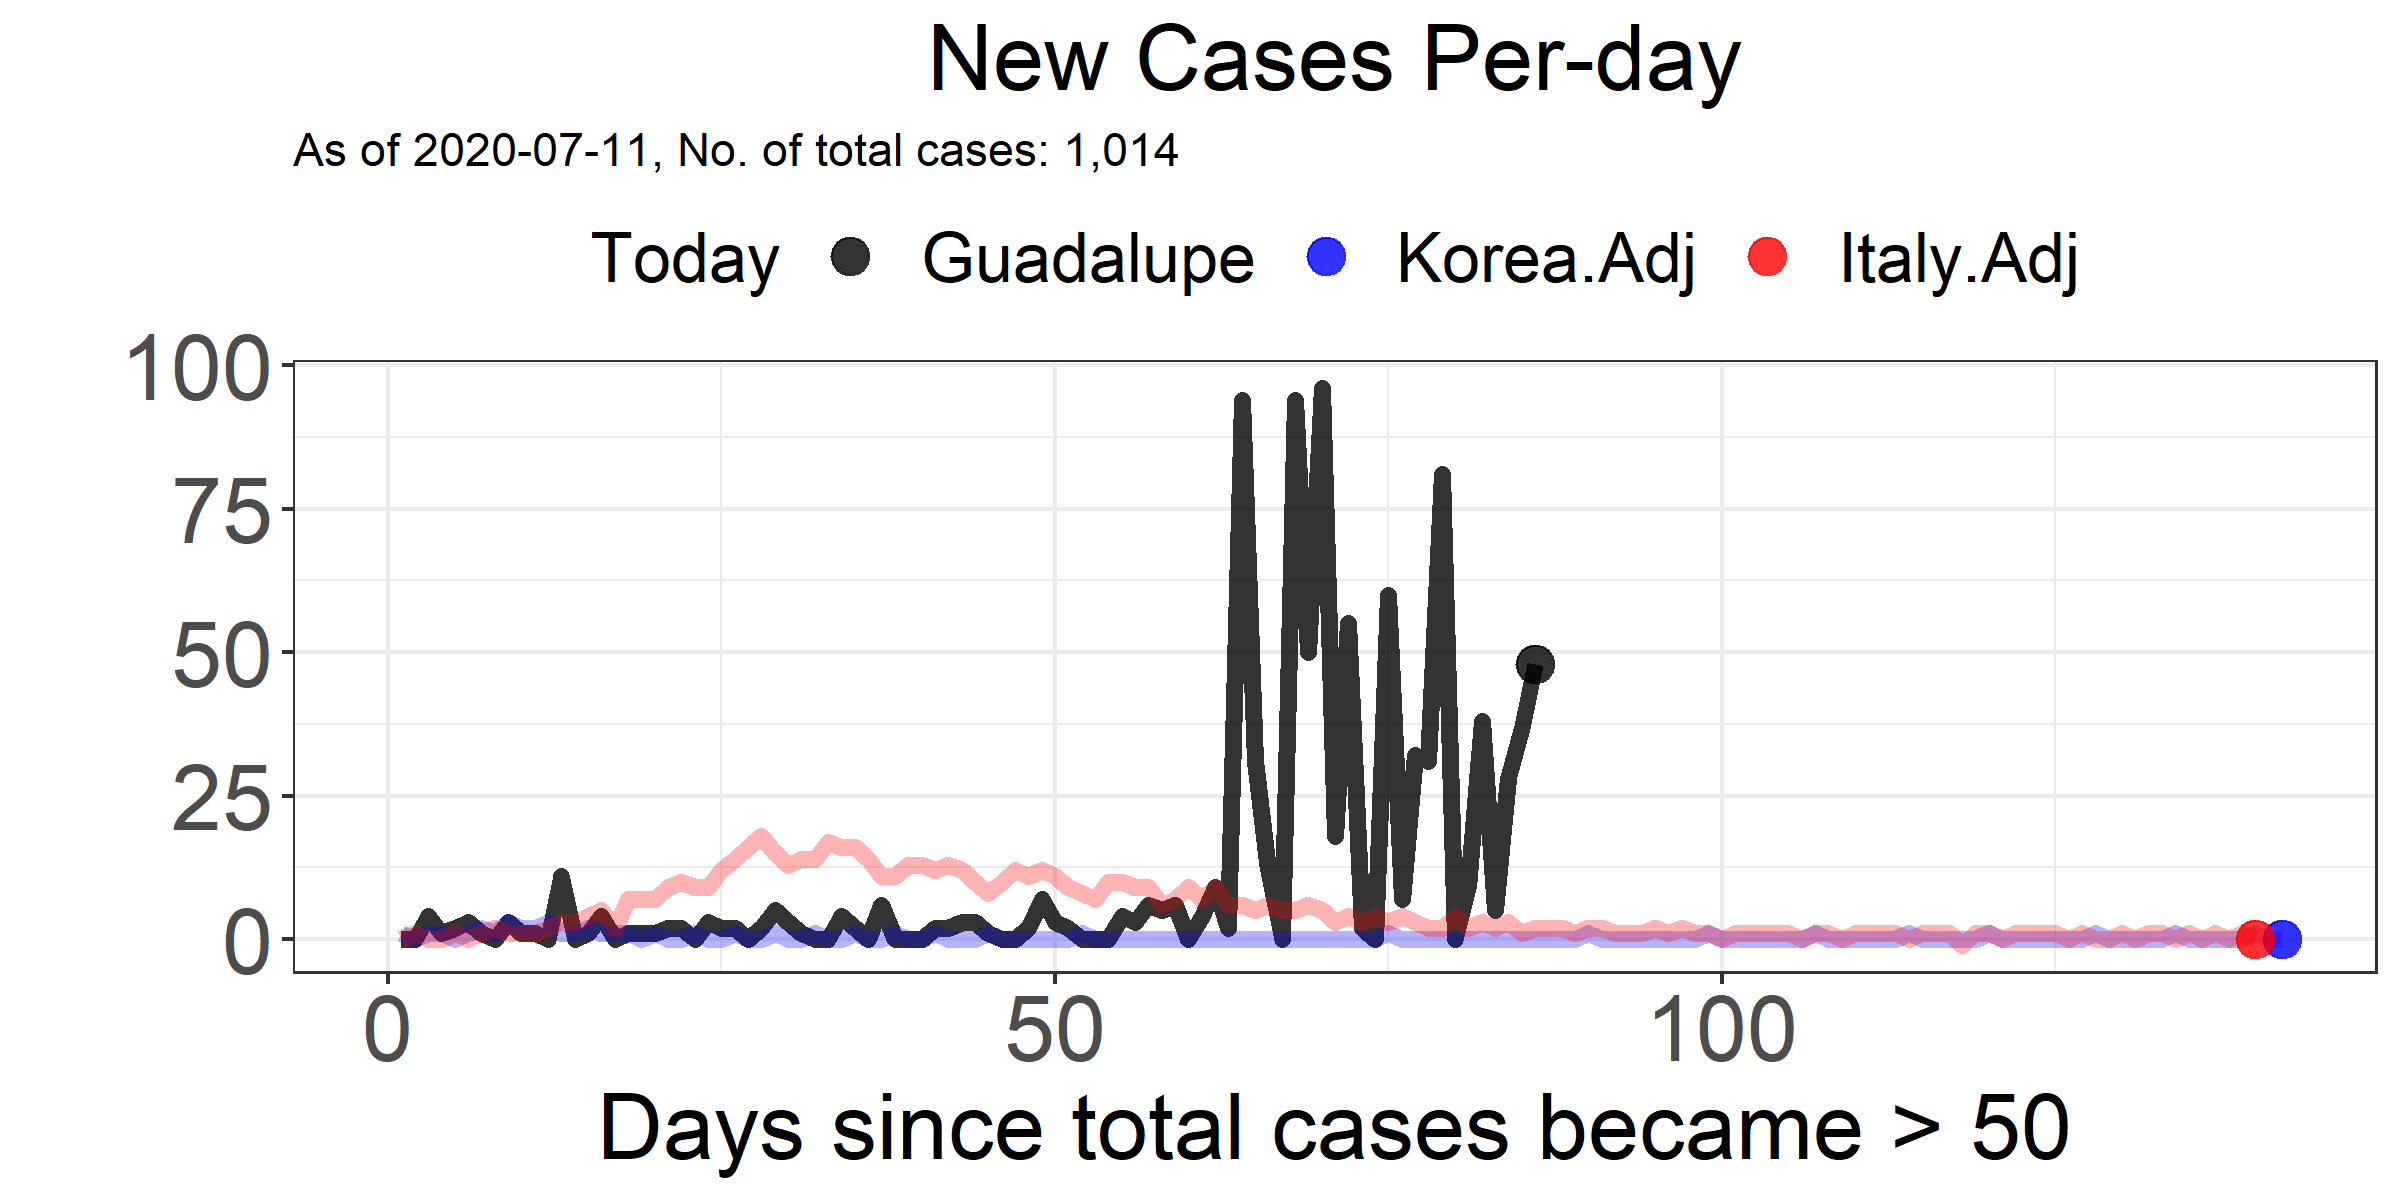 New Cases Per-day
As of 2020-07-11, No. of total cases: 1,014
Today Guadalupe Korea.Adj Italy.Adj
100
75
50
25
0
0 50 100
Days since total cases became > 50